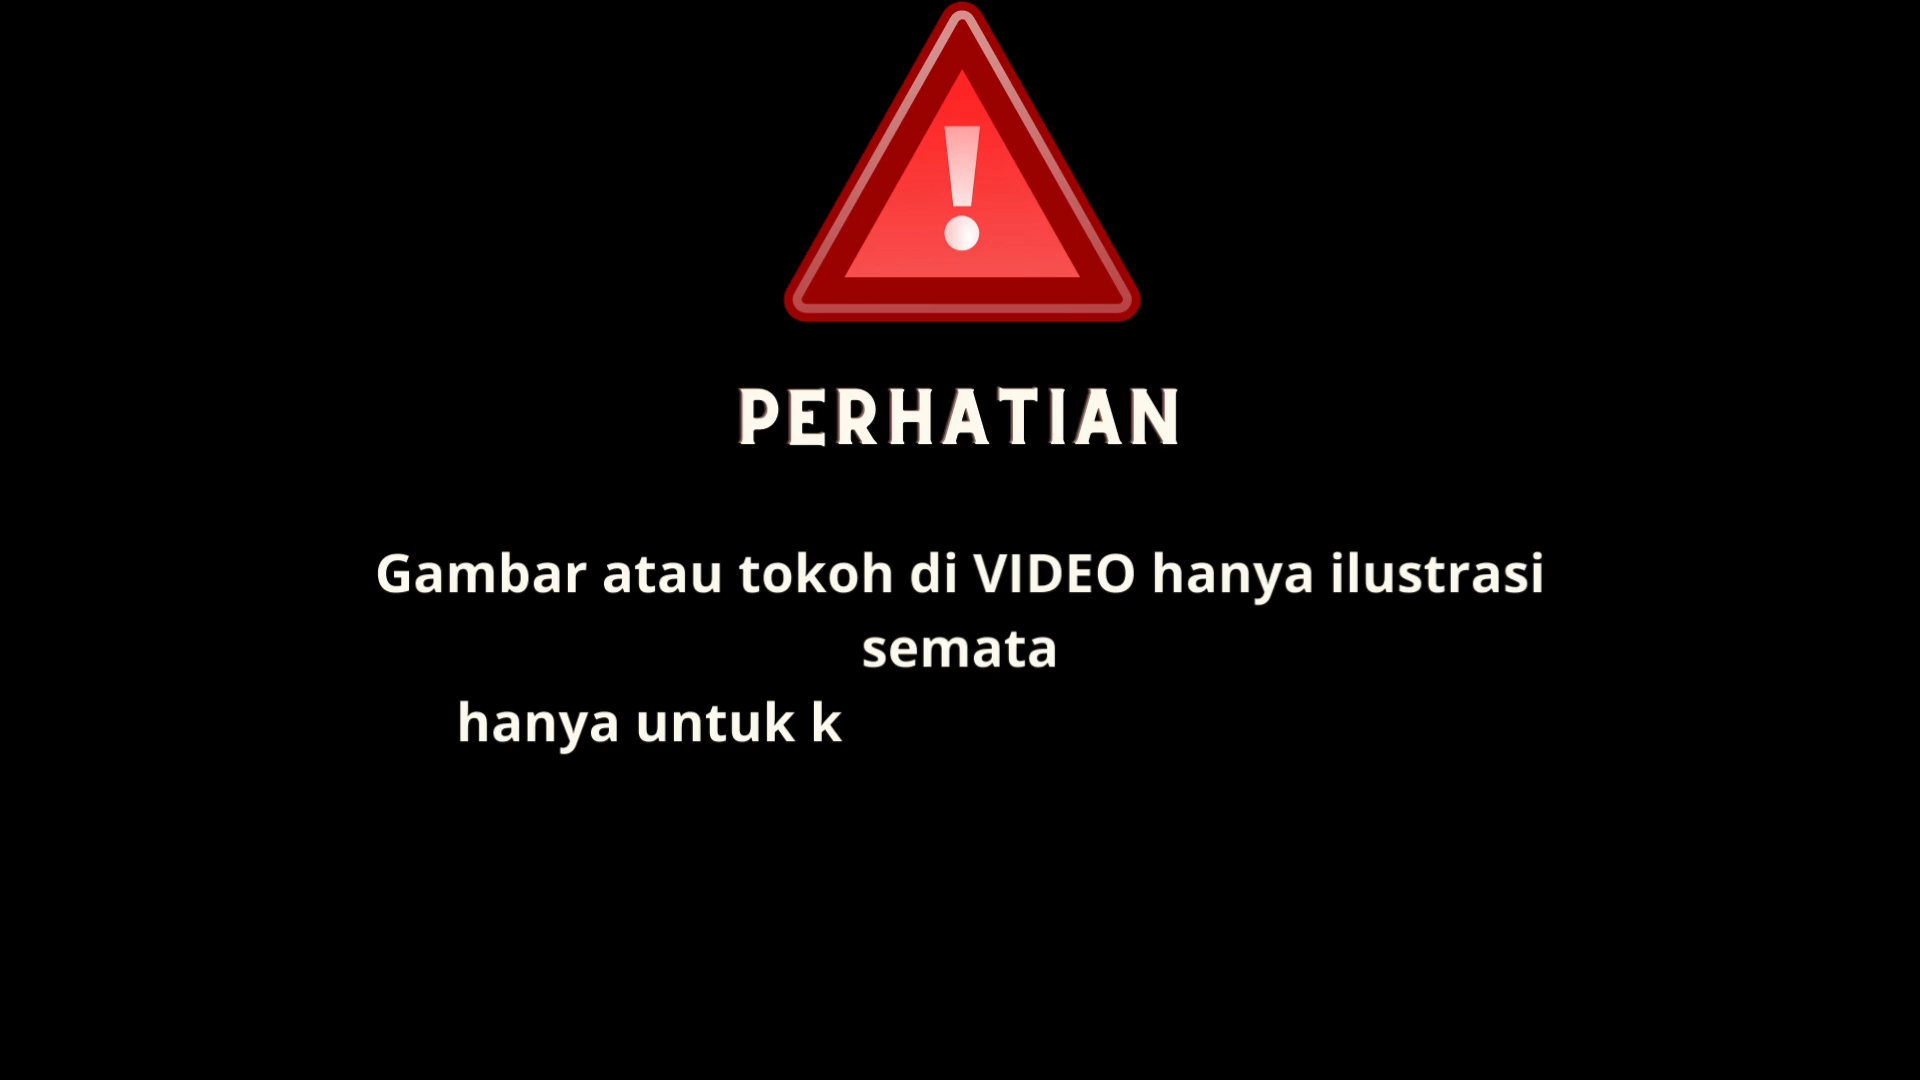 PERHATIAN
Gambar atau tokoh di VIDEO hanya ilustrasi
semata
hanya untuk k